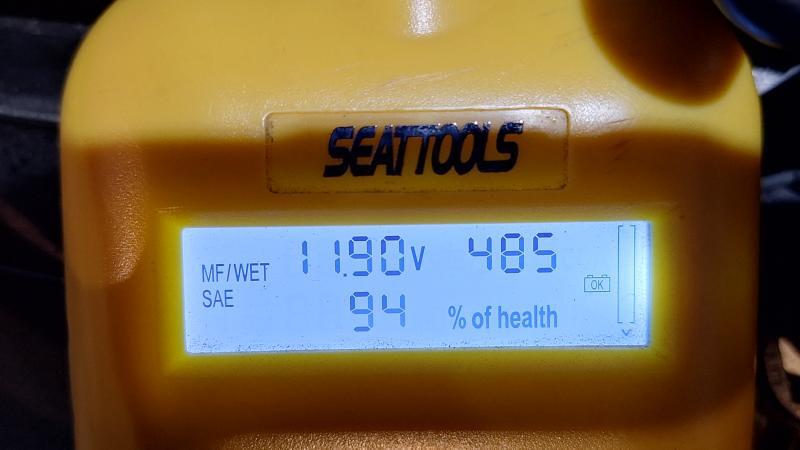 SEATTOOLS
MF/WET 11.90V 485
SAE 94 % of health
OK